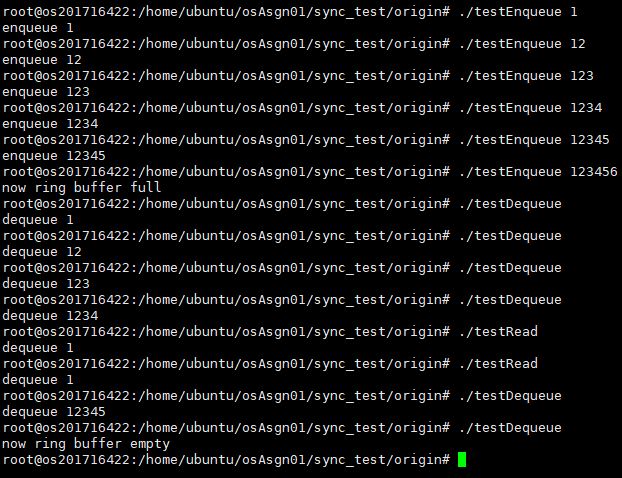 root@os201716422:/home/ubuntu/osAsgn01/sync_test/origin# ./testEnqueue 1
enqueue 1
root@os201716422:/home/ubuntu/osAsgn01/sync_test/origin# ./testEnqueue 12
enqueue 12
root@os201716422:/home/ubuntu/osAsgn01/sync_test/origin# ./testEnqueue 123
enqueue 123
root@os201716422:/home/ubuntu/osAsgn01/sync_test/origin# ./testEnqueue 1234
enqueue 1234
root@os201716422:/home/ubuntu/osAsgn01/sync_test/origin# ./testEnqueue 12345
enqueue 12345
root@os201716422:/home/ubuntu/osAsgn01/sync_test/origin# ./testEnqueue 123456
now ring buffer full
root@os201716422:/home/ubuntu/osAsgn01/sync_test/origin# ./testDequeue
dequeue 1
root@os201716422:/home/ubuntu/osAsgn01/sync_test/origin# ./testDequeue
dequeue 12
root@os201716422:/home/ubuntu/osAsgn01/sync_test/origin# ./testDequeue
dequeue 123
root@os201716422:/home/ubuntu/osAsgn01/sync_test/origin# ./testDequeue
dequeue 1234
root@os201716422:/home/ubuntu/osAsgn01/sync_test/origin# ./testRead
dequeue 1
root@os201716422:/home/ubuntu/osAsgn01/sync_test/origin# ./testRead
dequeue 1
root@os201716422:/home/ubuntu/osAsgn01/sync_test/origin# ./testDequeue
dequeue 12345
root@os201716422:/home/ubuntu/osAsgn01/sync_test/origin# ./testDequeue
now ring buffer empty
root@os201716422:/home/ubuntu/osAsgn01/sync_test/origin#